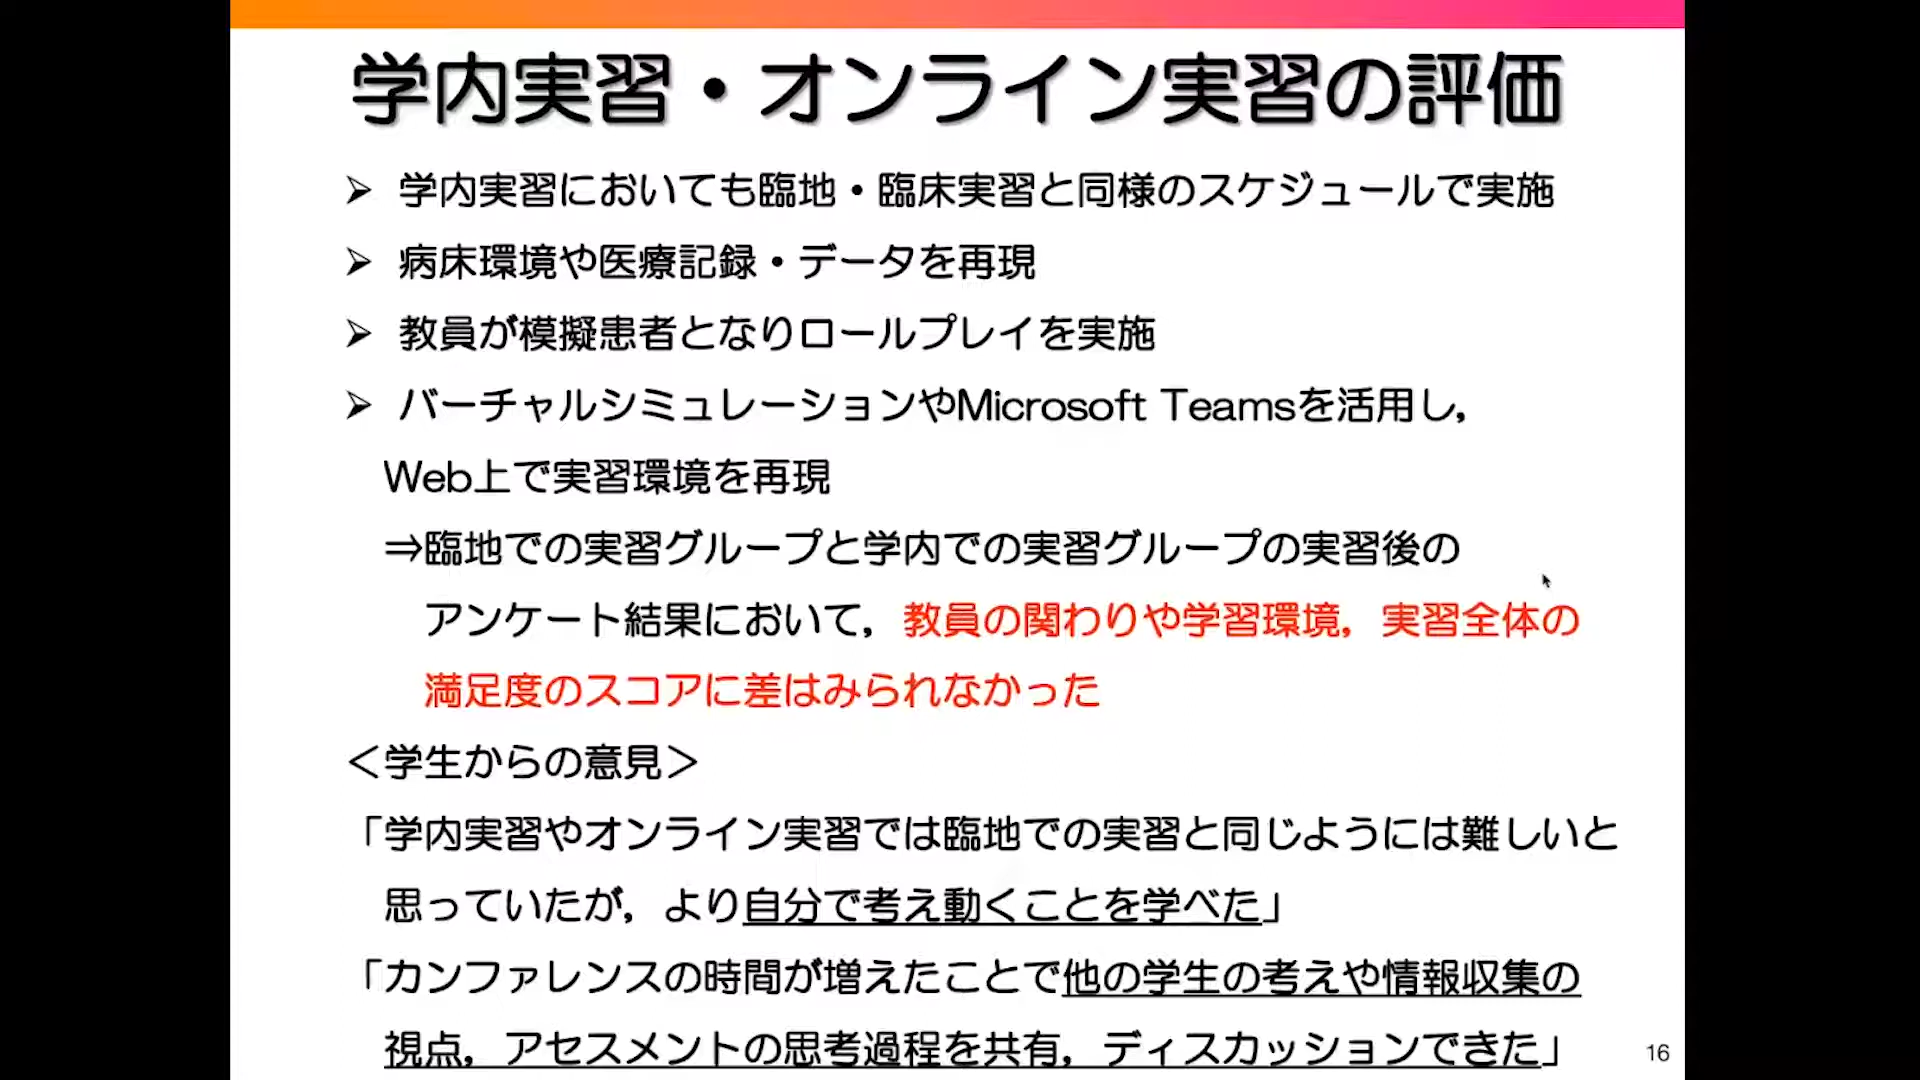 学内実習・オンライン実習の評価
➢ 学内実習においても臨地・臨床実習と同様のスケジュールで実施
➢ 病床環境や医療記録・データを再現
➢ 教員が模擬患者となりロールプレイを実施
➢ バーチャルシミュレーションやMicrosoft Teamsを活用し，
Web上で実習環境を再現
⇒臨地での実習グループと学内での実習グループの実習後の
アンケート結果において，教員の関わりや学習環境，実習全体の
満足度のスコアに差はみられなかった
＜学生からの意見＞
「学内実習やオンライン実習では臨地での実習と同じようには難しいと
思っていたが，より自分で考え動くことを学べた」
「カンファレンスの時間が増えたことで他の学生の考えや情報収集の
視点，アセスメントの思考過程を共有，ディスカッションできた」
16